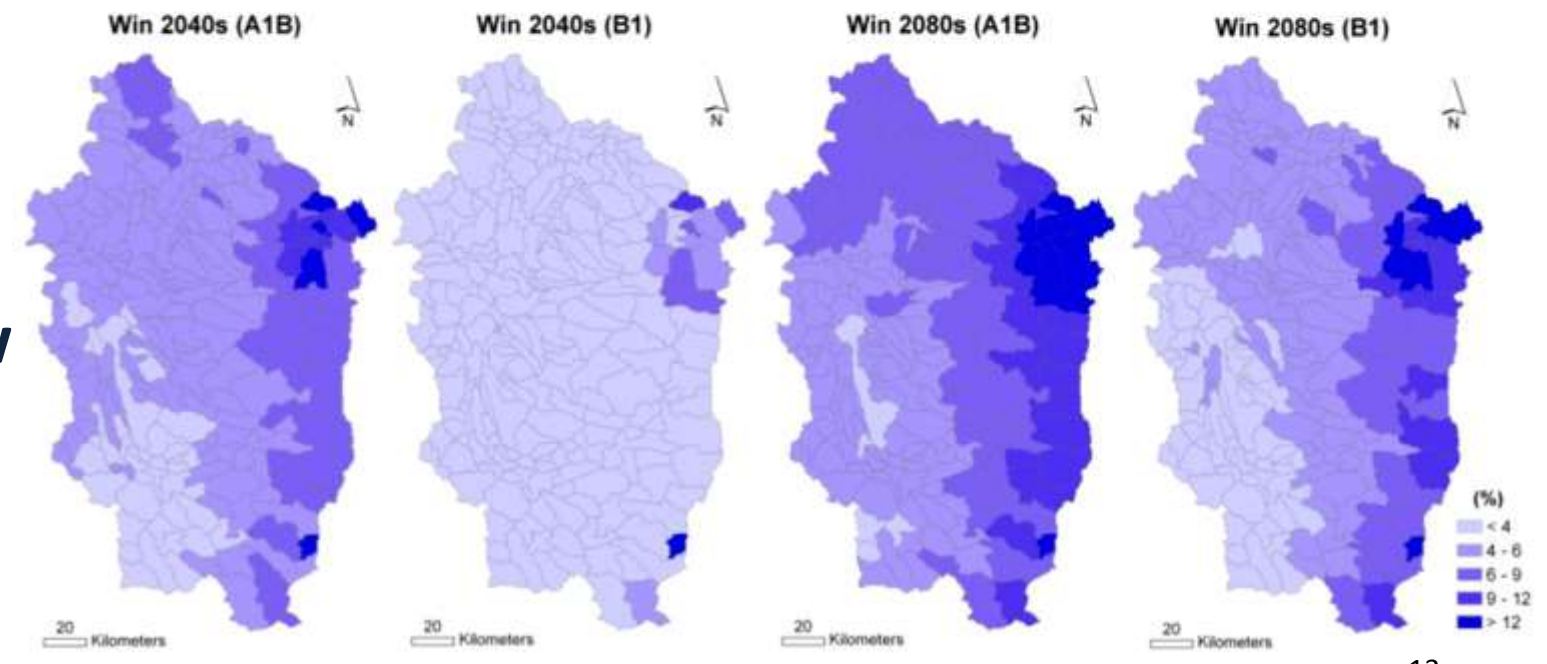 Win 2040s (A1B)
Win 2040s (B1)
Win 2080s (A1B)
Win 2080s (B1)
N
N
N
N
(%)
< 4
4 - 6
6 - 9
9 - 12
> 12
20
Kilometers
20
Kilometers
20
Kilometers
20
Kilometers